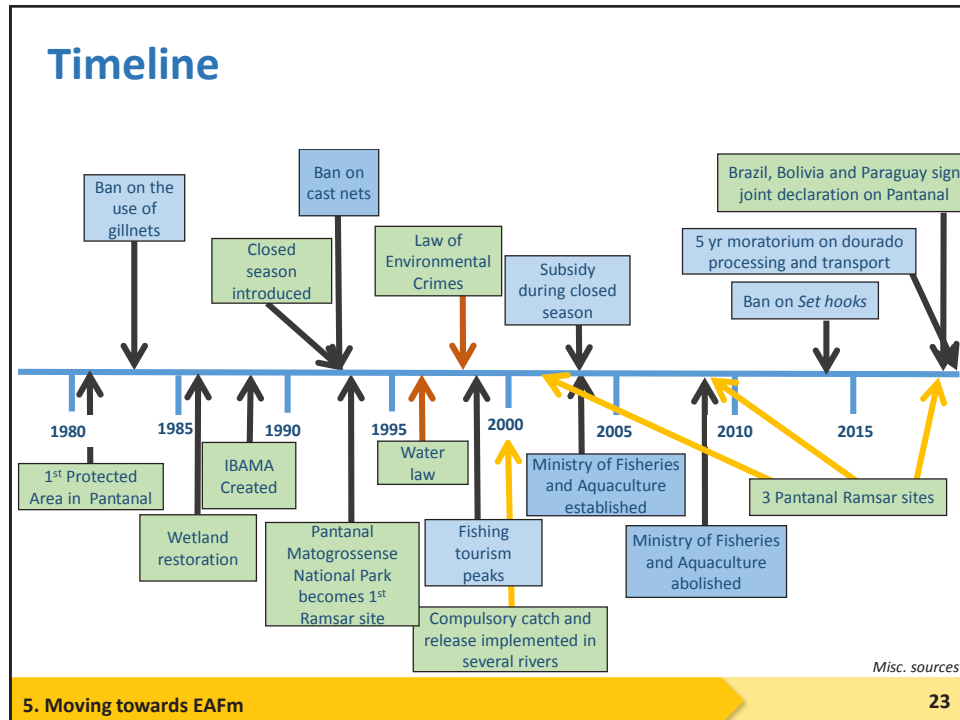 Timeline
Ban on the
use of
gillnets
Closed
season
introduced
Ban on
cast nets
Law of
Environmental
Crimes
Subsidy
during closed
season
Brazil, Bolivia and Paraguay sign
joint declaration on Pantanal
5 yr moratorium on dourado
processing and transport
Ban on Set hooks
1980
1985
1990
1995
2000
2005
2010
2015
1st Protected
Area in Pantanal
Wetland
restoration
IBAMA
Created
Pantanal
Matogrossense
National Park
becomes 1st
Ramsar site
Water
law
Fishing
tourism
peaks
Compulsory catch and
release implemented in
several rivers
Ministry of Fisheries
and Aquaculture
established
Ministry of Fisheries
and Aquaculture
abolished
3 Pantanal Ramsar sites
Misc. sources
5. Moving towards EAFm
23